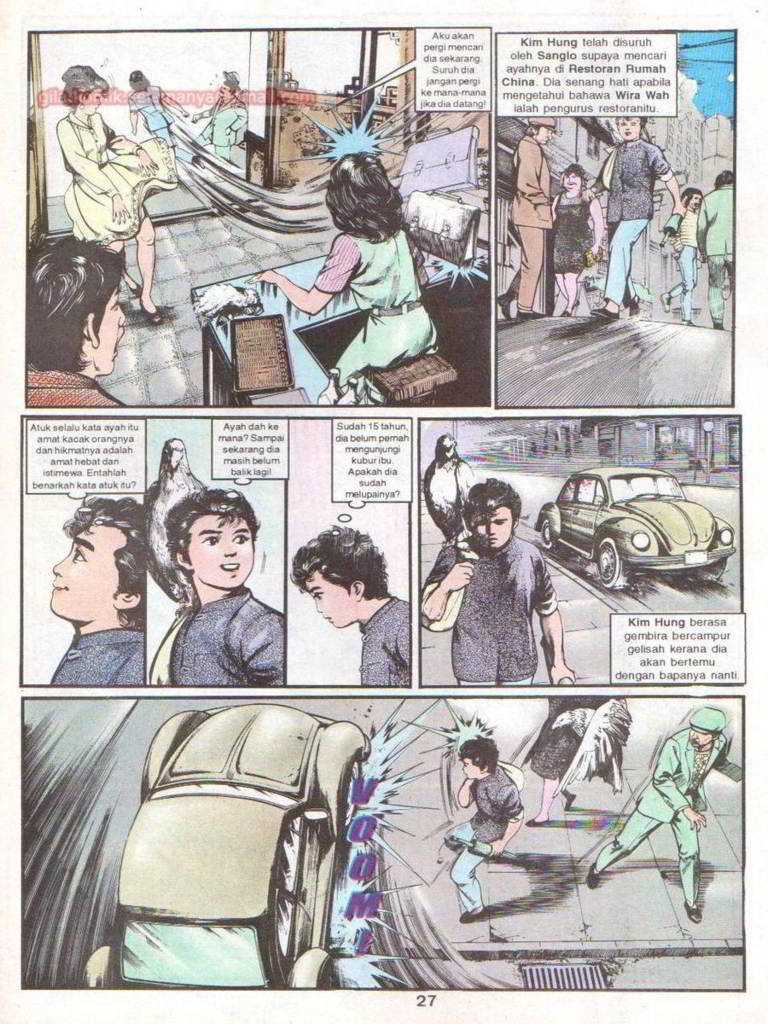 Aku akan
pergi mencari
dia sekarang.
Suruh dia
jangan pergi
ke mana-mana
jika dia datang!
Kim Hung telah disuruh
oleh Sanglo supaya mencari
ayahnya di Restoran Rumah
China. Dia senang hati apabila
mengetahui bahawa Wira Wah
ialah pengurus restoranitu.
Atuk selalu kata ayah itu
amat kacak orangnya
dan hikmatnya adalah
amat hebat dan
istimewa. Entahlah
benarkah kata atuk itu?
Ayah dah ke
mana? Sampai
sekarang dia
masih belum
balik lagi!
Sudah 15 tahun,
dia belum pernah
mengunjungi
kubur ibu.
Apakah dia
sudah
melupainya?
Kim Hung berasa
gembira bercampur
gelisah kerana dia
akan bertemu
dengan bapanya nanti.
VOOM!
27